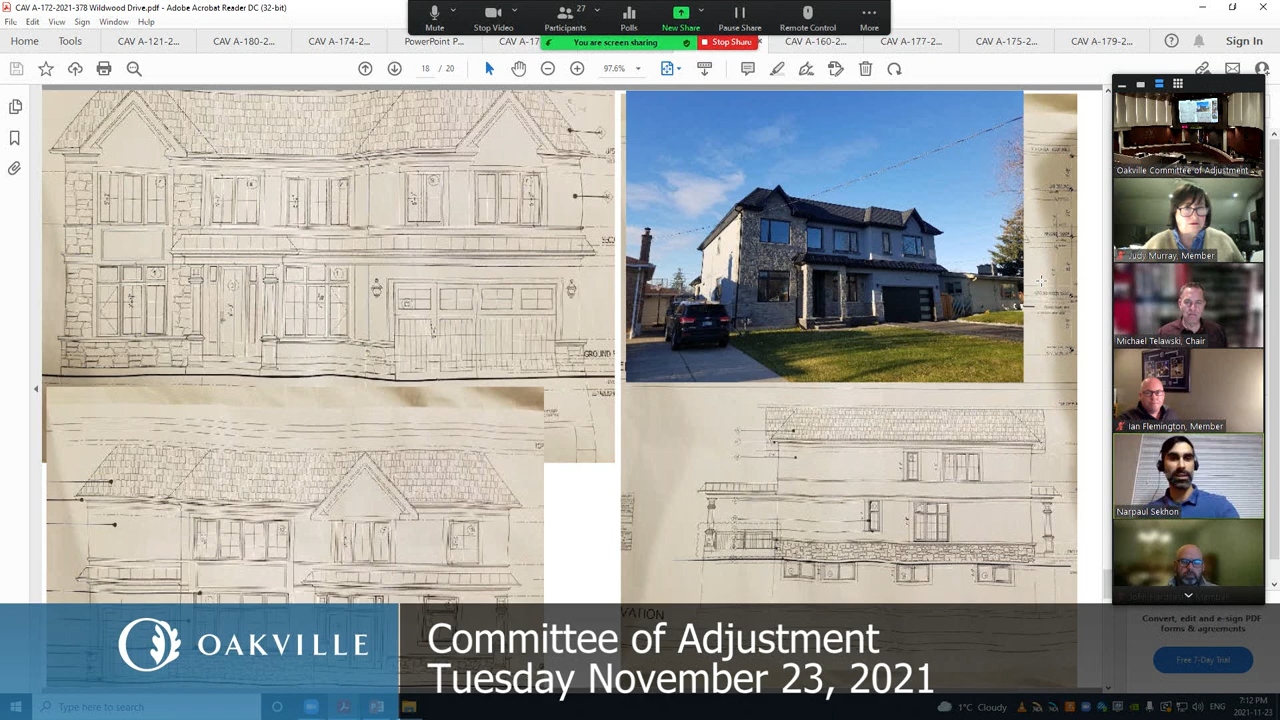 CAV A-172-2021-378 Wildwood Drive.pdf - Adobe Acrobat Reader DC (32-bit)
File Edit View Sign Window Help
Mute
Stop Video
27
Participants
Polls
New Share
Pause Share
Remote Control
More
You are screen sharing
Stop Share
Tools
CAV A-121-2...
CAV A-180-2...
CAV A-174-2...
PowerPoint P...
CAV A-17
CAV A-160-2...
CAV A-177-2...
CAV A-175-2...
CAV A-179-2...
Sign In
18 / 20
97.6%
Oakville Committee of Adjustment
Judy Murray, Member
Michael Telawski, Chair
Ian Flemington, Member
Narpaul Sekhon
GROUND
VATION
Convert, edit and e-sign PDF
forms & agreements
Free 7-Day Trial
OAKVILLE
Committee of Adjustment
Tuesday November 23, 2021
Type here to search
1°C Cloudy
ENG
7:12 PM
2021-11-23